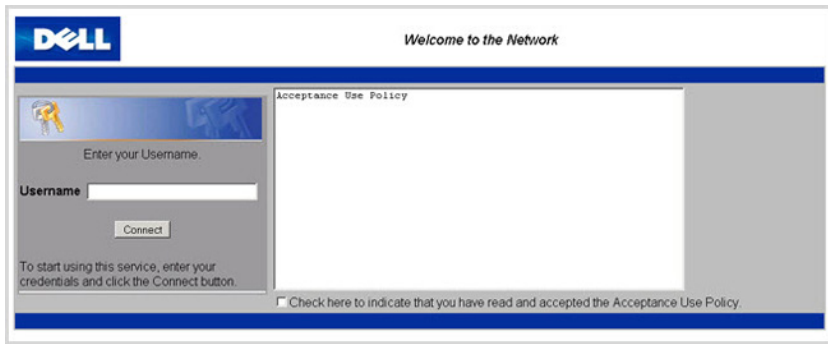 DELL
Welcome to the Network
Acceptance Use Policy
Enter your Username.
Username
Connect
To start using this service, enter your
credentials and click the Connect button.
Check here to indicate that you have read and accepted the Acceptance Use Policy.